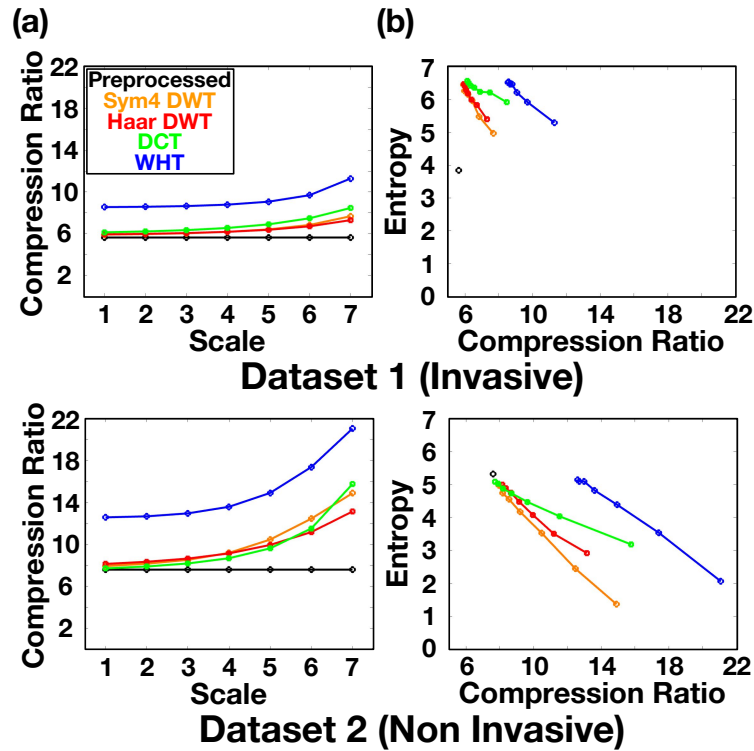 (a)
(b)
Compression Ratio
22
18
14
10
6
2
Preprocessed
Sym4 DWT
Haar DWT
DCT
WHT
1 2 3 4 5 6 7
Scale
Entropy
7
6
5
4
3
2
1
0
6 10 14 18 22
Compression Ratio
Dataset 1 (Invasive)
Compression Ratio
22
18
14
10
6
2
1 2 3 4 5 6 7
Scale
Entropy
7
6
5
4
3
2
1
0
6 10 14 18 22
Compression Ratio
Dataset 2 (Non Invasive)